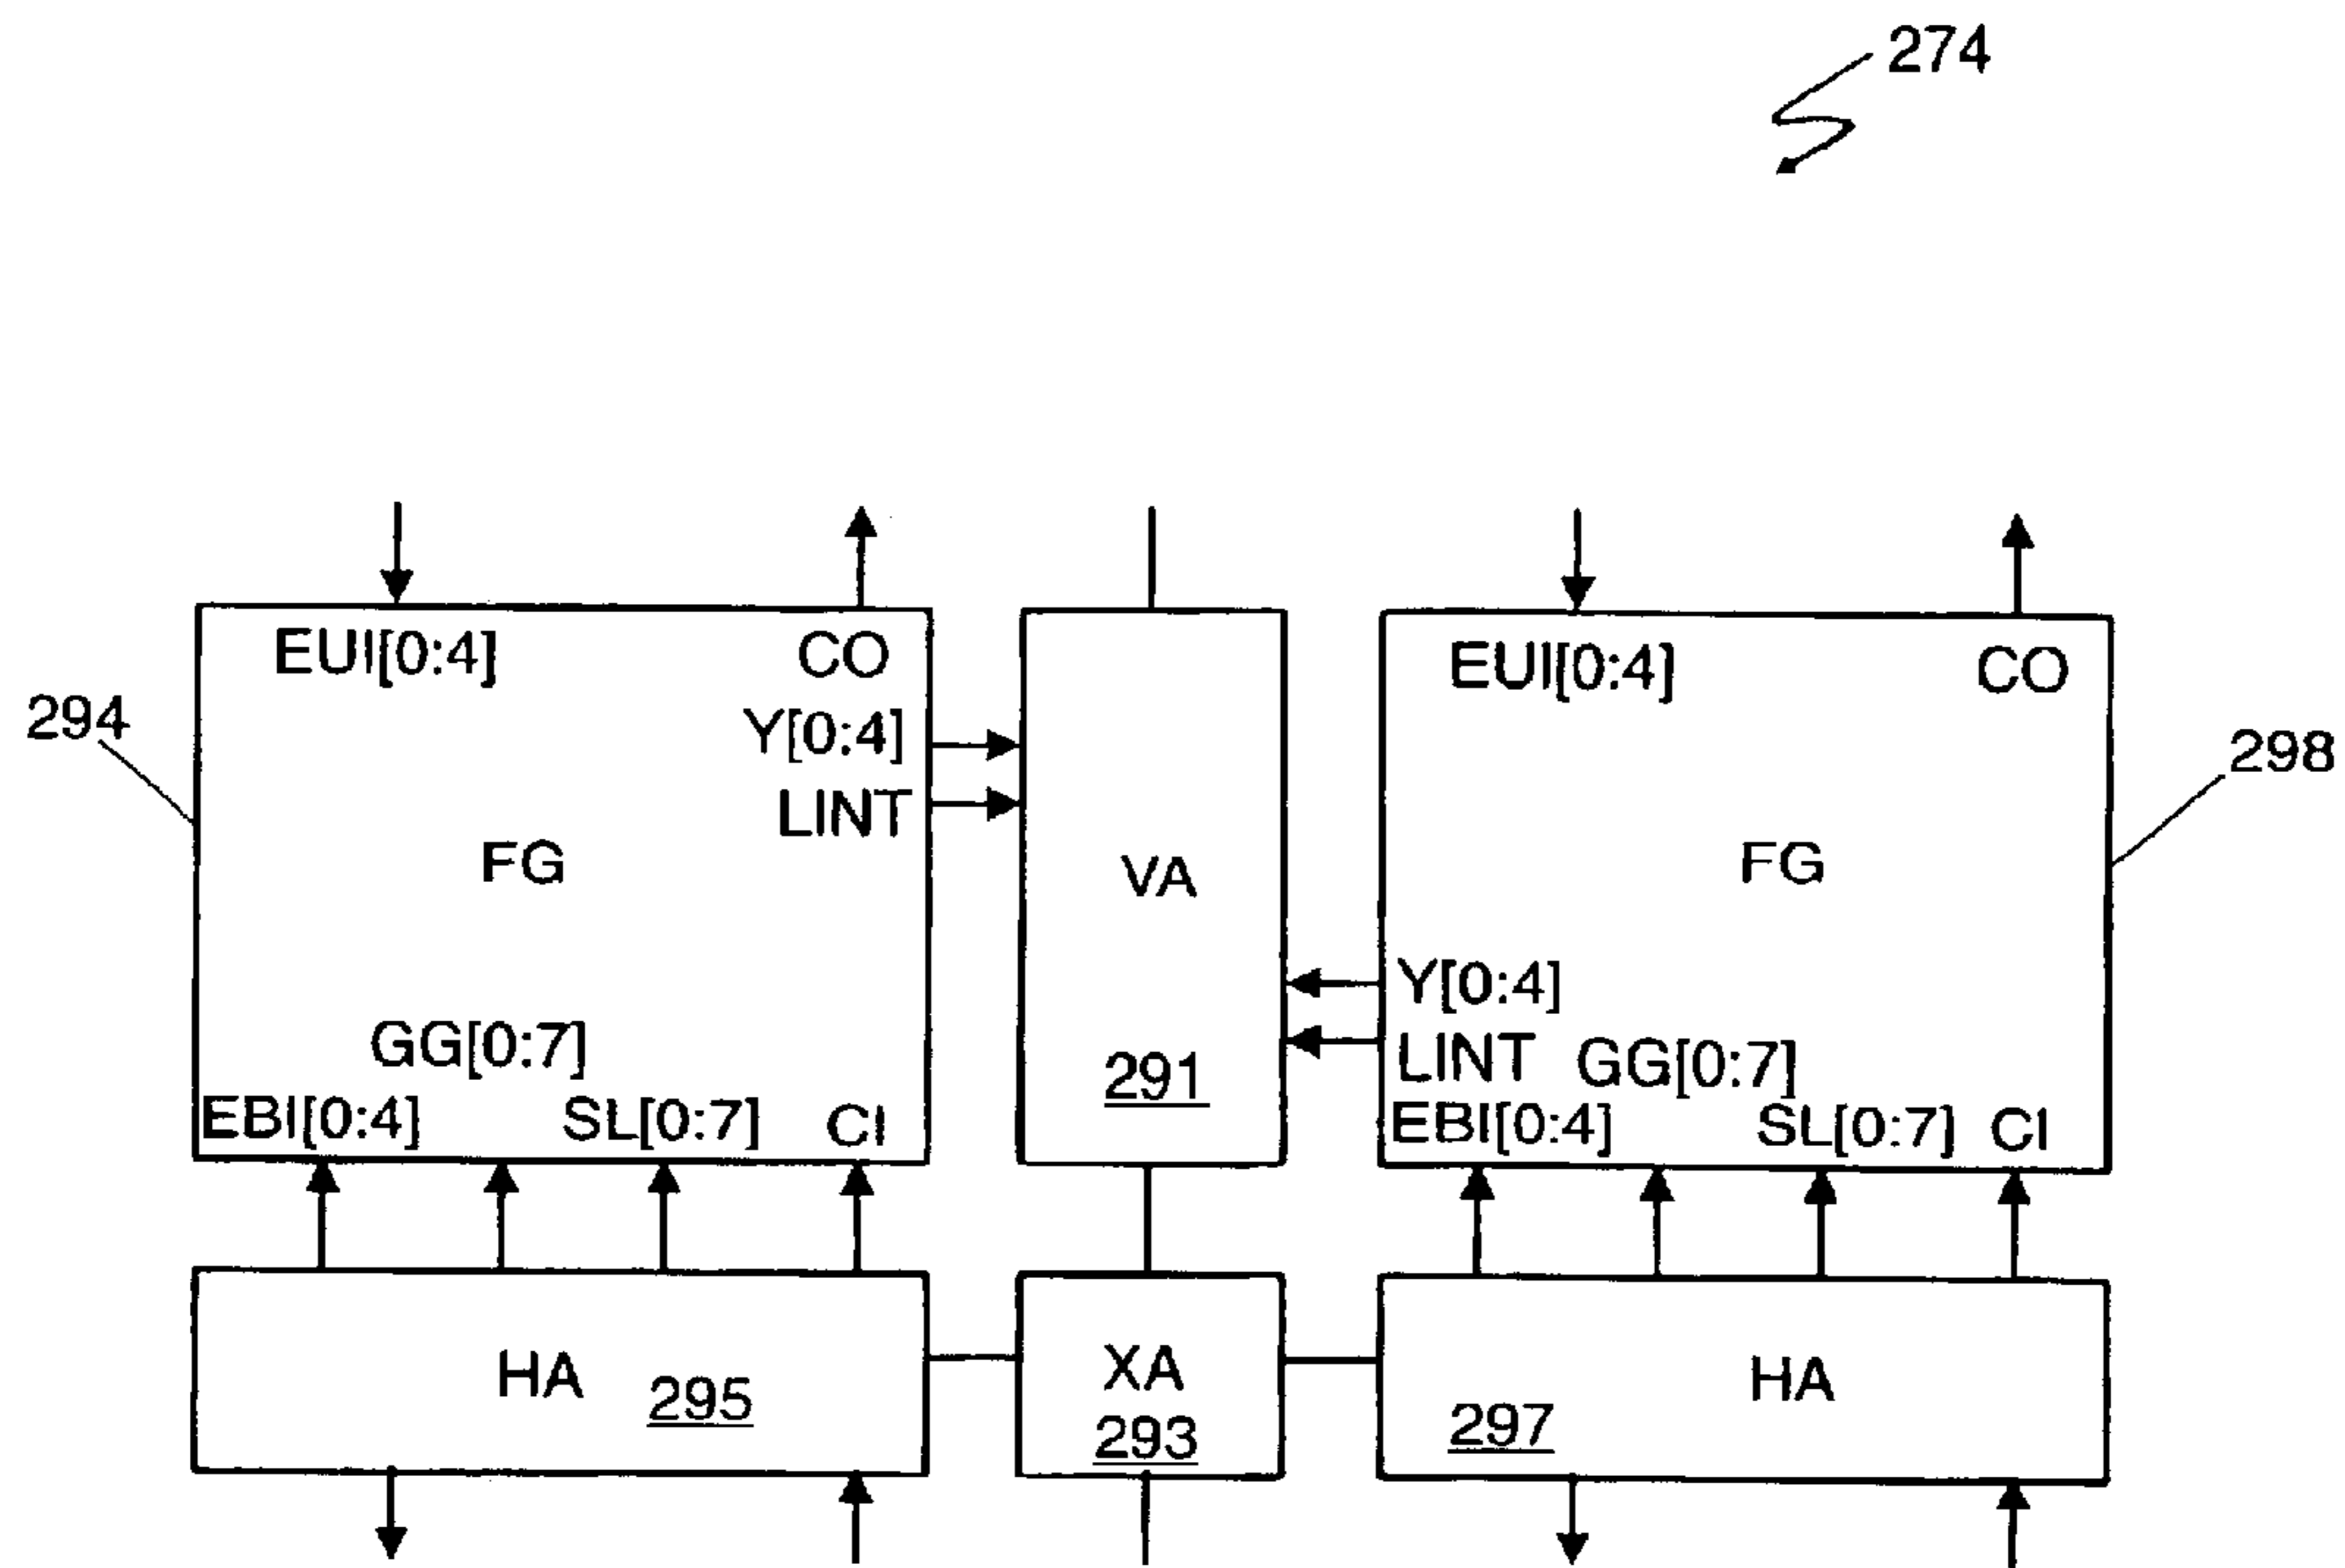 274
EUI[0:4] CO
Y[0:4]
LINT
294
FG
GG[0:7]
EBI[0:4] SL[0:7] CI
VA
291
EUI[0:4] CO
298
FG
Y[0:4]
LINT GG[0:7]
EBI[0:4] SL[0:7] CI
HA 295
XA
293
HA
297